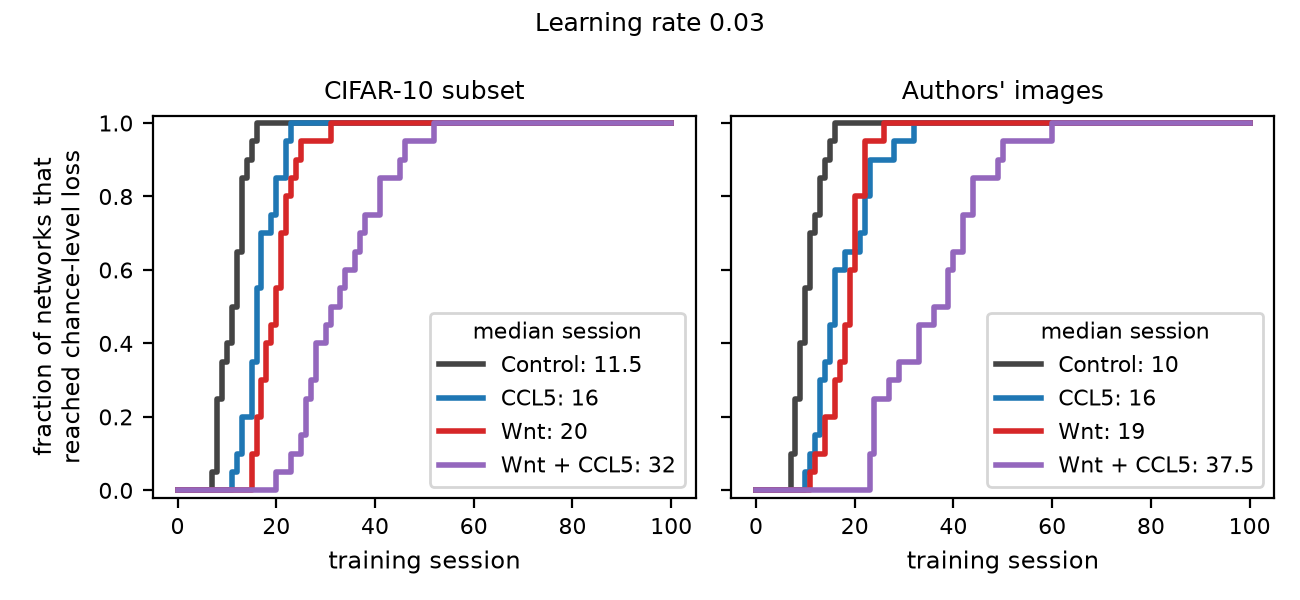 Learning rate 0.03
CIFAR-10 subset
fraction of networks that
reached chance-level loss
1.0
0.8
0.6
0.4
0.2
0.0
0
20
40
60
80
100
training session
median session
Control: 11.5
CCL5: 16
Wnt: 20
Wnt + CCL5: 32
Authors' images
0
20
40
60
80
100
training session
median session
Control: 10
CCL5: 16
Wnt: 19
Wnt + CCL5: 37.5